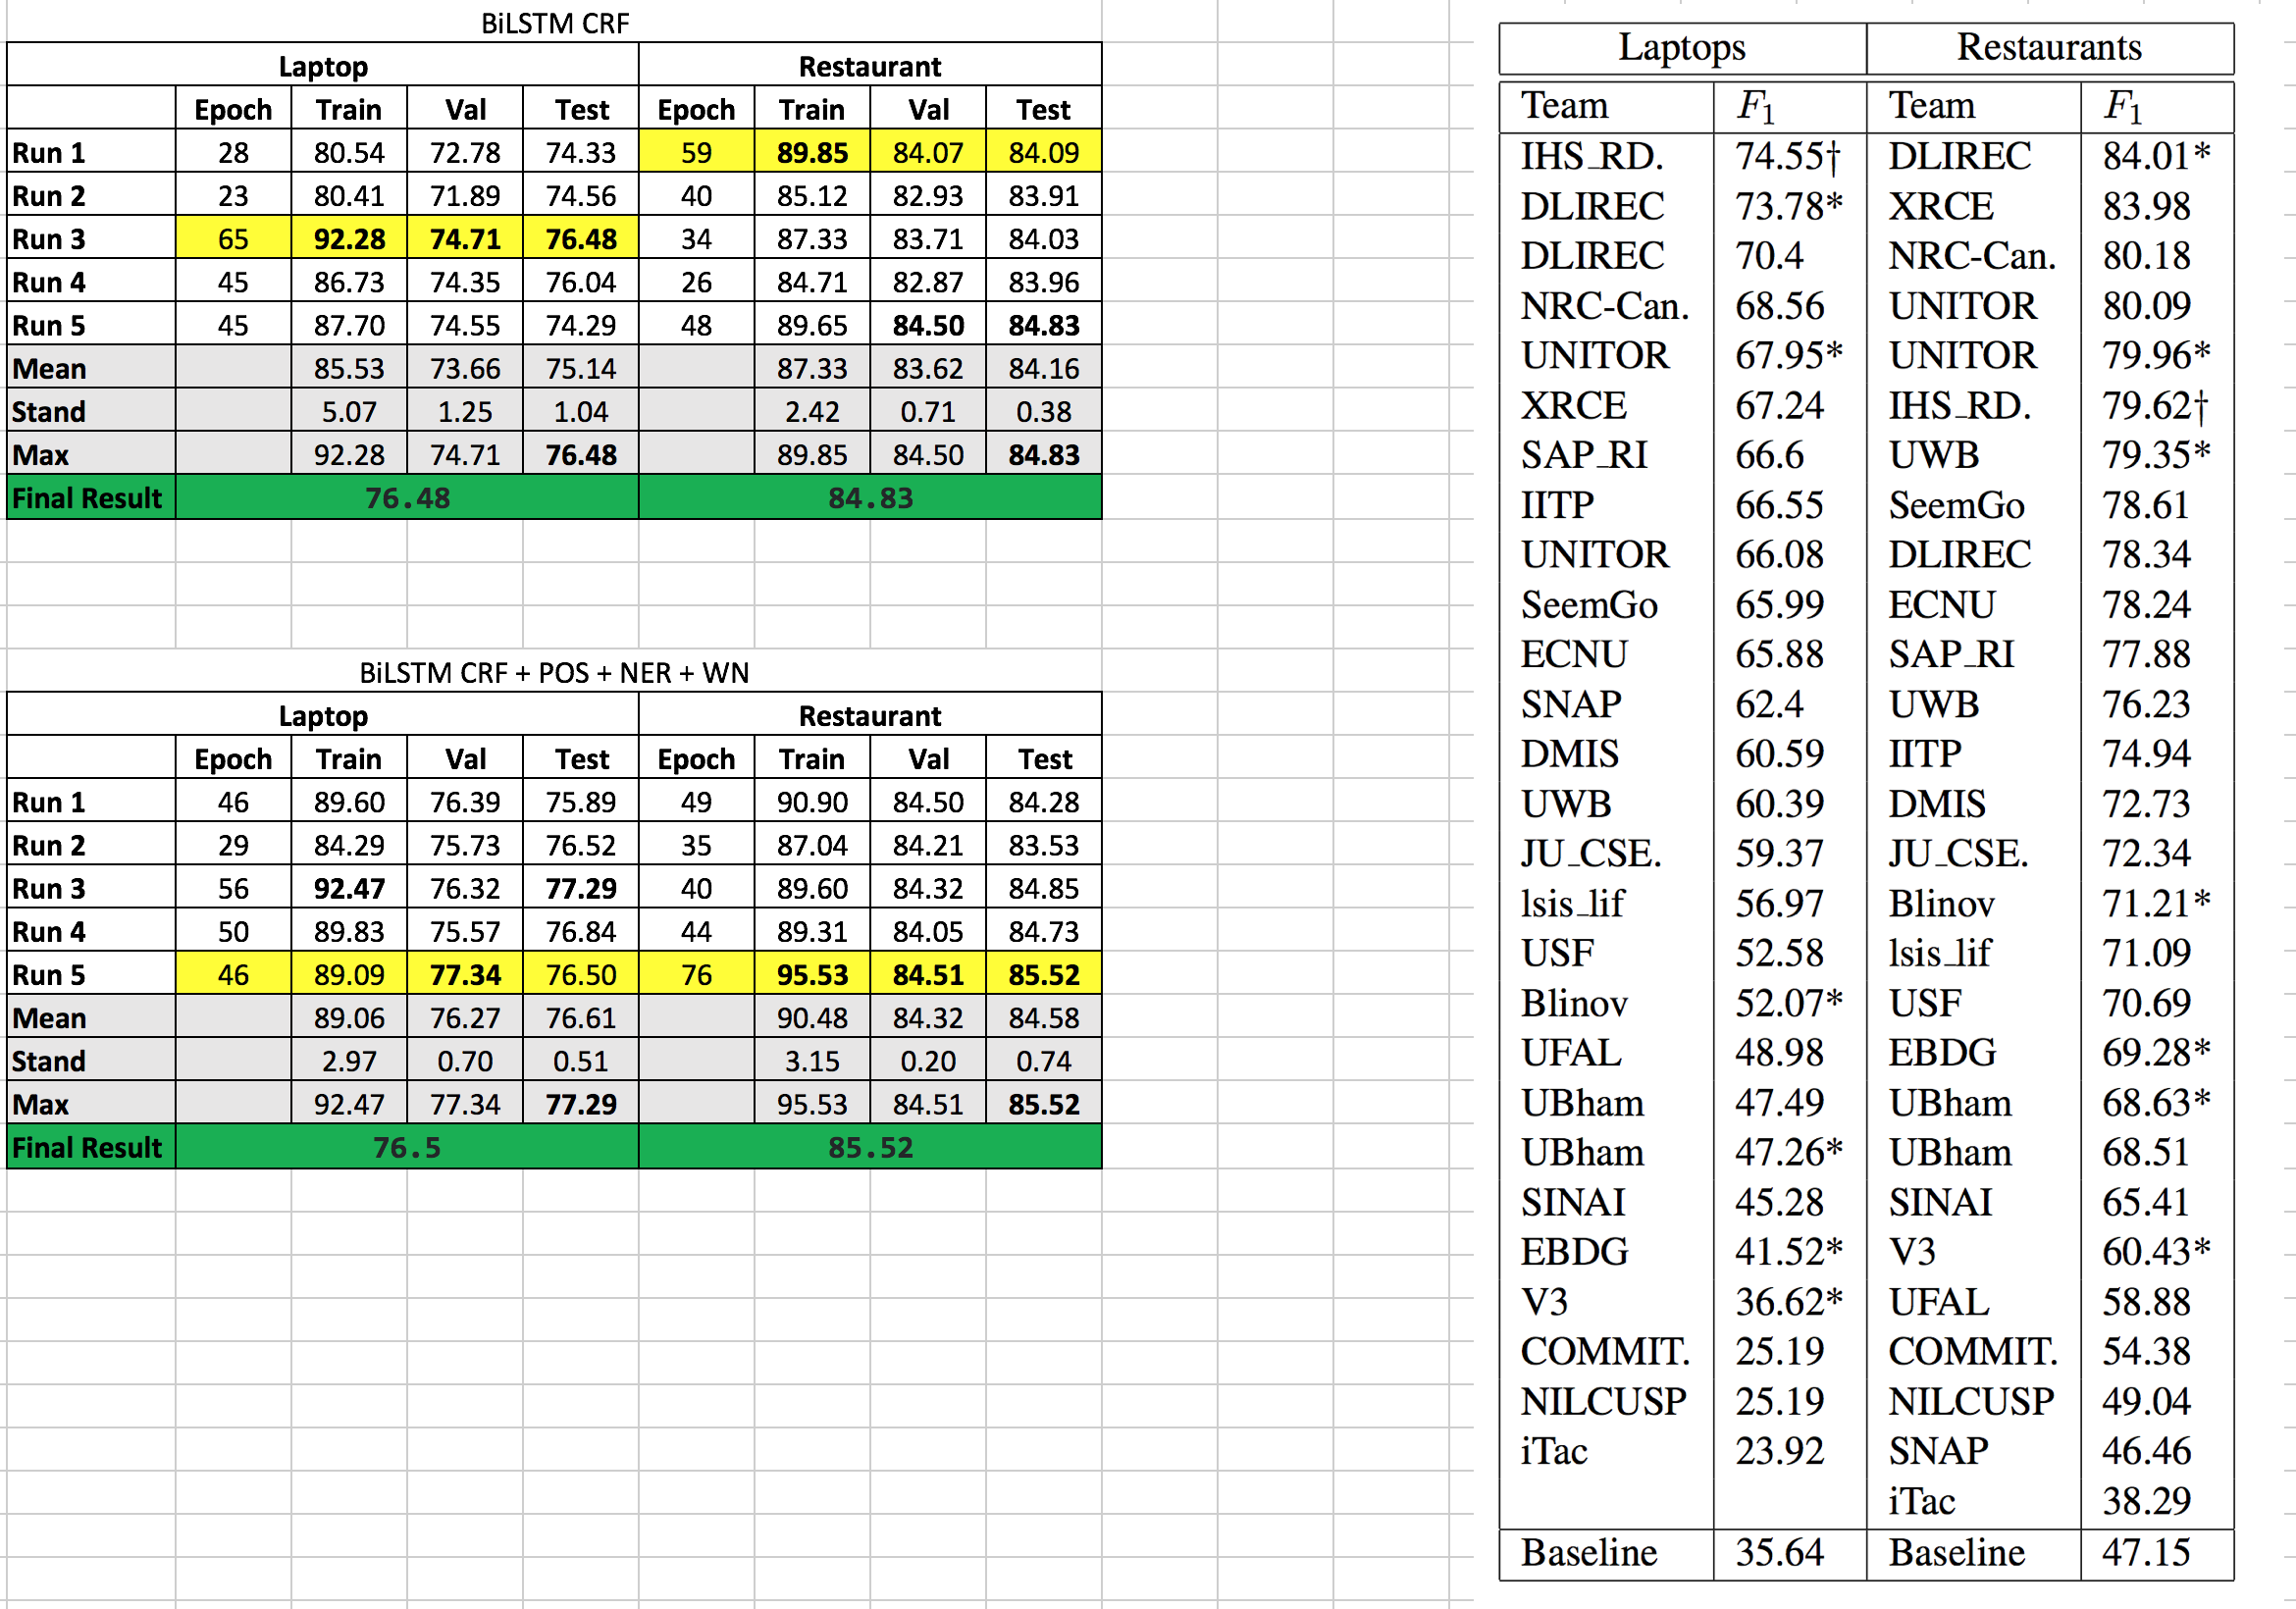 BiLSTM CRF
Laptop Restaurant
Epoch Train Val Test Epoch Train Val Test
Run 1 28 80.54 72.78 74.33 59 89.85 84.07 84.09
Run 2 23 80.41 71.89 74.56 40 85.12 82.93 83.91
Run 3 65 92.28 74.71 76.48 34 87.33 83.71 84.03
Run 4 45 86.73 74.35 76.04 26 84.71 82.87 83.96
Run 5 45 87.70 74.55 74.29 48 89.65 84.50 84.83
Mean 85.53 73.66 75.14 87.33 83.62 84.16
Stand 5.07 1.25 1.04 2.42 0.71 0.38
Max 92.28 74.71 76.48 89.85 84.50 84.83
Final Result 76.48 84.83
BiLSTM CRF + POS + NER + WN
Laptop Restaurant
Epoch Train Val Test Epoch Train Val Test
Run 1 46 89.60 76.39 75.89 49 90.90 84.50 84.28
Run 2 29 84.29 75.73 76.52 35 87.04 84.21 83.53
Run 3 56 92.47 76.32 77.29 40 89.60 84.32 84.85
Run 4 50 89.83 75.57 76.84 44 89.31 84.05 84.73
Run 5 46 89.09 77.34 76.50 76 95.53 84.51 85.52
Mean 89.06 76.27 76.61 90.48 84.32 84.58
Stand 2.97 0.70 0.51 3.15 0.20 0.74
Max 92.47 77.34 77.29 95.53 84.51 85.52
Final Result 76.5 85.52
Laptops Restaurants
Team F1 Team F1
IHS_RD. 74.55† DLIREC 84.01*
DLIREC 73.78* XRCE 83.98
DLIREC 70.4 NRC-Can. 80.18
NRC-Can. 68.56 UNITOR 80.09
UNITOR 67.95* UNITOR 79.96*
XRCE 67.24 IHS_RD. 79.62†
SAP_RI 66.6 UWB 79.35*
IITP 66.55 SeemGo 78.61
UNITOR 66.08 DLIREC 78.34
SeemGo 65.99 ECNU 78.24
ECNU 65.88 SAP_RI 77.88
SNAP 62.4 UWB 76.23
DMIS 60.59 IITP 74.94
UWB 60.39 DMIS 72.73
JU_CSE. 59.37 JU_CSE. 72.34
lsis_lif 56.97 Blinov 71.21*
USF 52.58 lsis_lif 71.09
Blinov 52.07* USF 70.69
UFAL 48.98 EBDG 69.28*
UBham 47.49 UBham 68.63*
UBham 47.26* UBham 68.51
SINAI 45.28 SINAI 65.41
EBDG 41.52* V3 60.43*
V3 36.62* UFAL 58.88
COMMIT. 25.19 COMMIT. 54.38
NILCUSP 25.19 NILCUSP 49.04
iTac 23.92 SNAP 46.46
iTac 38.29
Baseline 35.64 Baseline 47.15